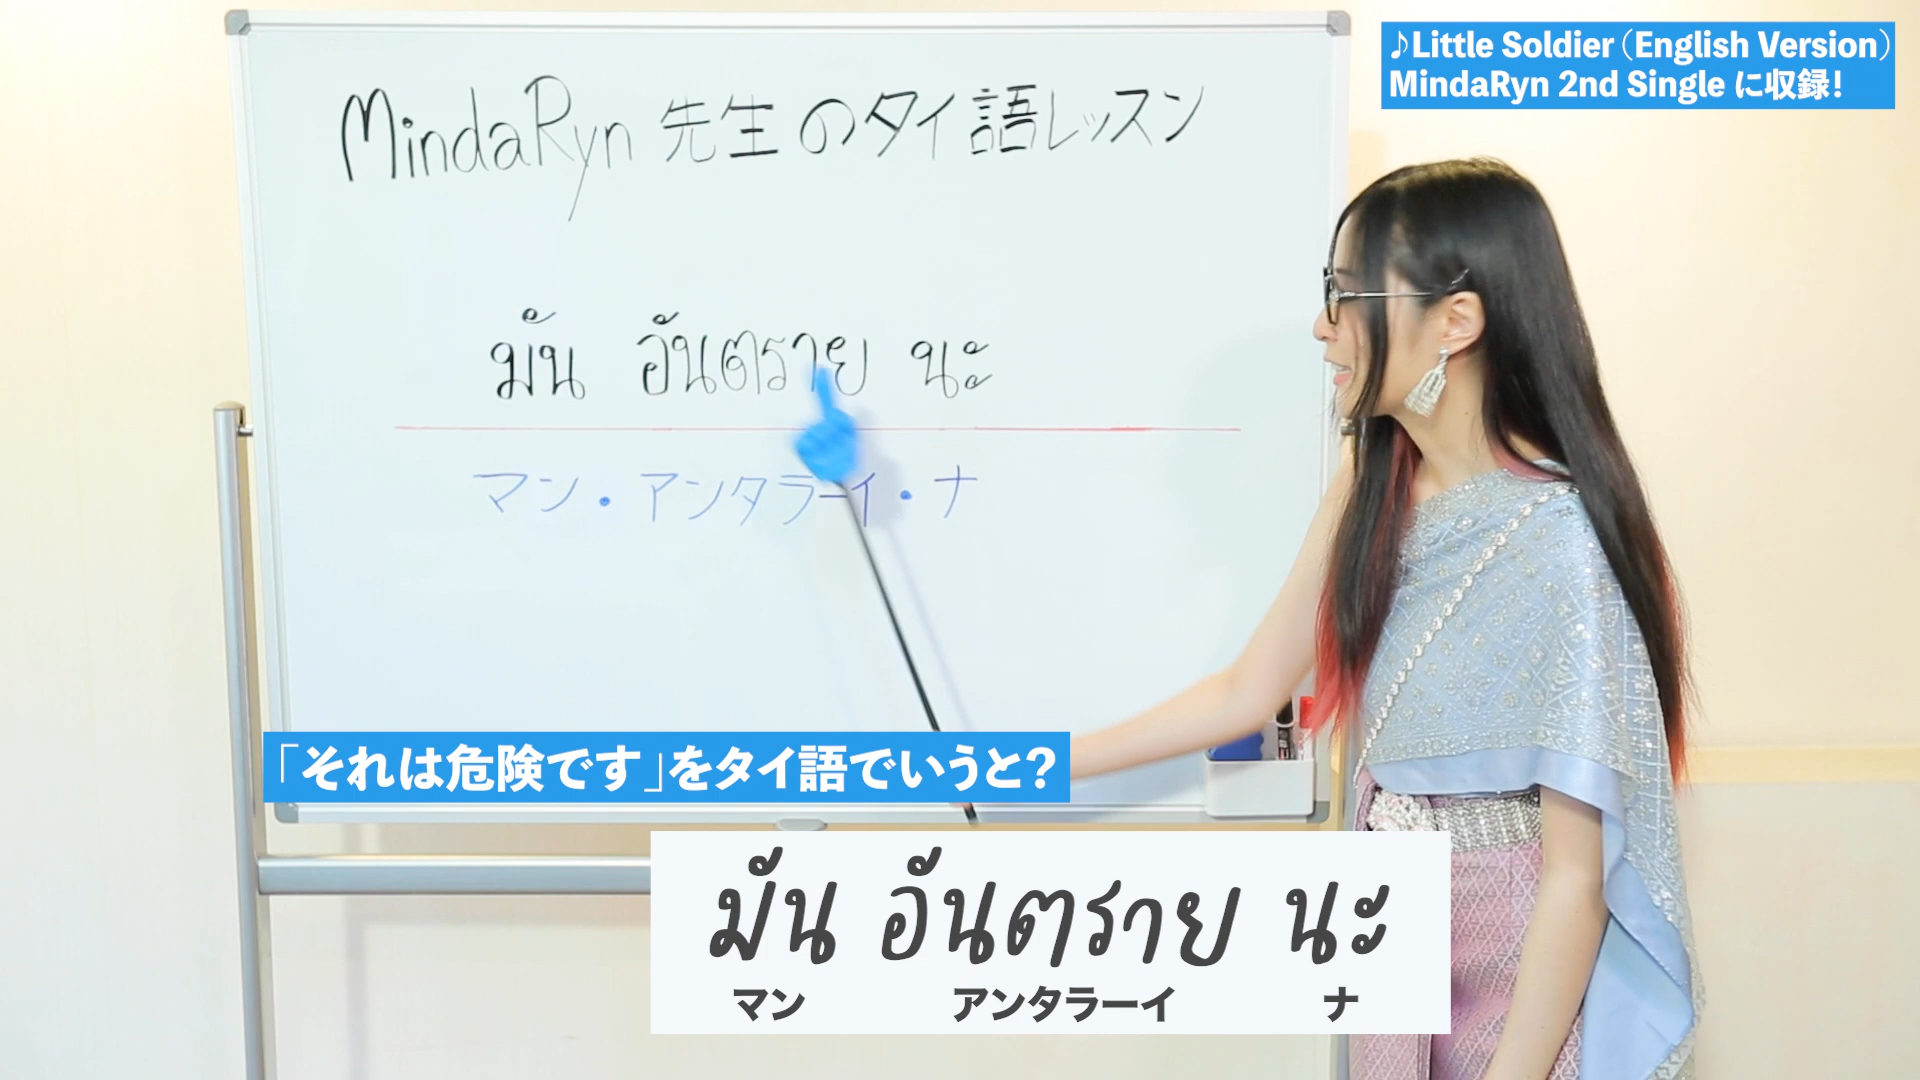 ♪Little Soldier（English Version）
MindaRyn 2nd Single に収録！
MindaRyn 先生のタイ語レッスン
มัน อันตราย นะ
マン・アンタラーイ・ナ
「それは危険です」をタイ語でいうと？
มัน อันตราย นะ
マン アンタラーイ ナ